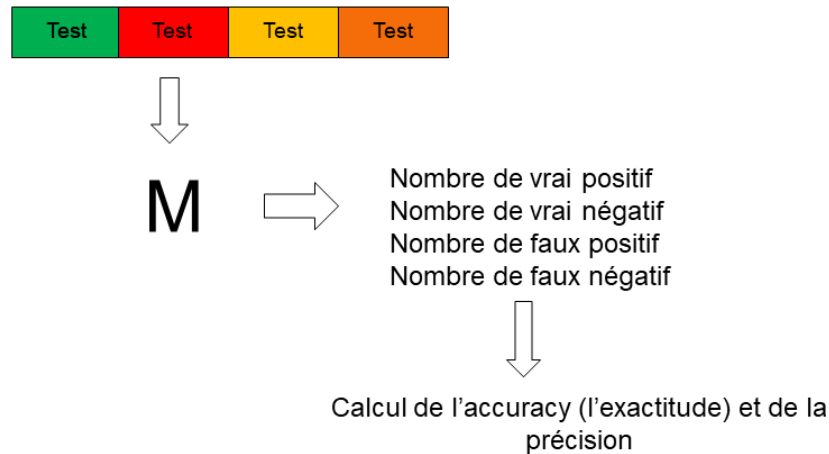 Test Test Test Test
M
Nombre de vrai positif
Nombre de vrai négatif
Nombre de faux positif
Nombre de faux négatif
Calcul de l'accuracy (l'exactitude) et de la
précision